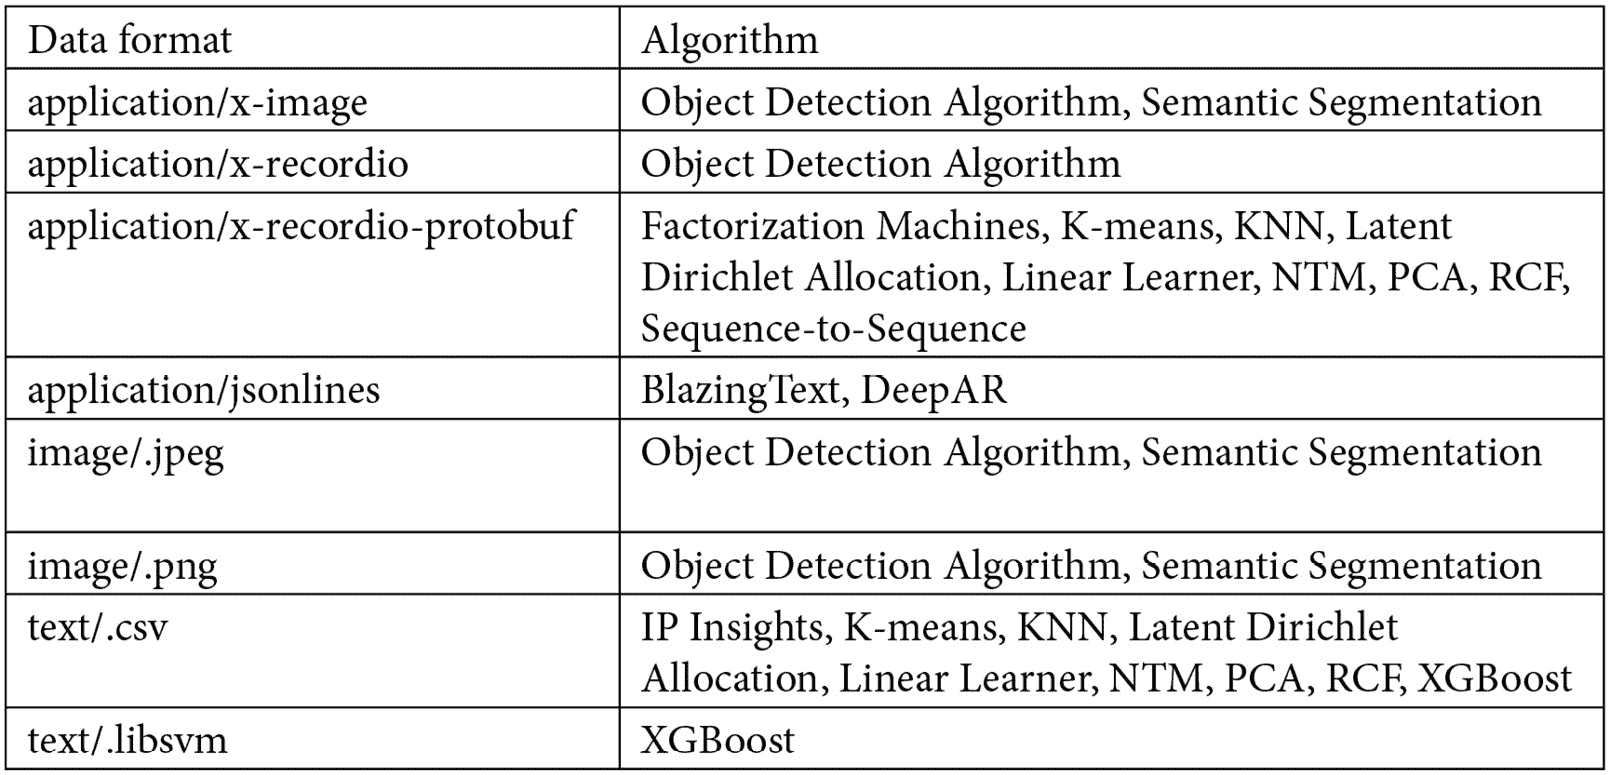 Data format Algorithm
application/x-image Object Detection Algorithm, Semantic Segmentation
application/x-recordio Object Detection Algorithm
application/x-recordio-protobuf Factorization Machines, K-means, KNN, Latent
Dirichlet Allocation, Linear Learner, NTM, PCA, RCF,
Sequence-to-Sequence
application/jsonlines BlazingText, DeepAR
image/.jpeg Object Detection Algorithm, Semantic Segmentation
image/.png Object Detection Algorithm, Semantic Segmentation
text/.csv IP Insights, K-means, KNN, Latent Dirichlet
Allocation, Linear Learner, NTM, PCA, RCF, XGBoost
text/.libsvm XGBoost